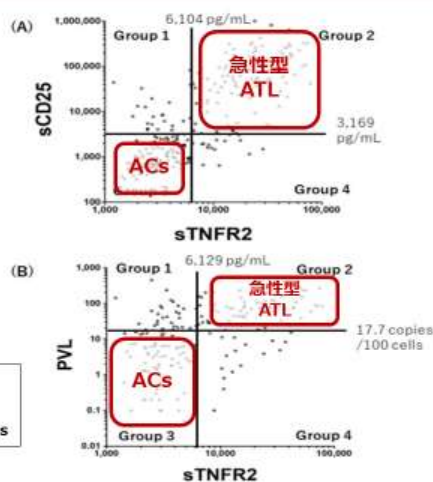 (A)
6,104 pg/mL
Group 1
Group 2
1,000,000
100,000
10,000
1,000
100
sCD25
急性型
ATL
3,169
pg/mL
ACs
Group 4
1,000
10,000
100,000
sTNFR2
(B)
6,129 pg/mL
Group 1
Group 2
1,000
100
10
1
0.1
0.01
PVL
急性型
ATL
17.7 copies
/100 cells
ACs
Group 3
Group 4
1,000
10,000
100,000
sTNFR2
s